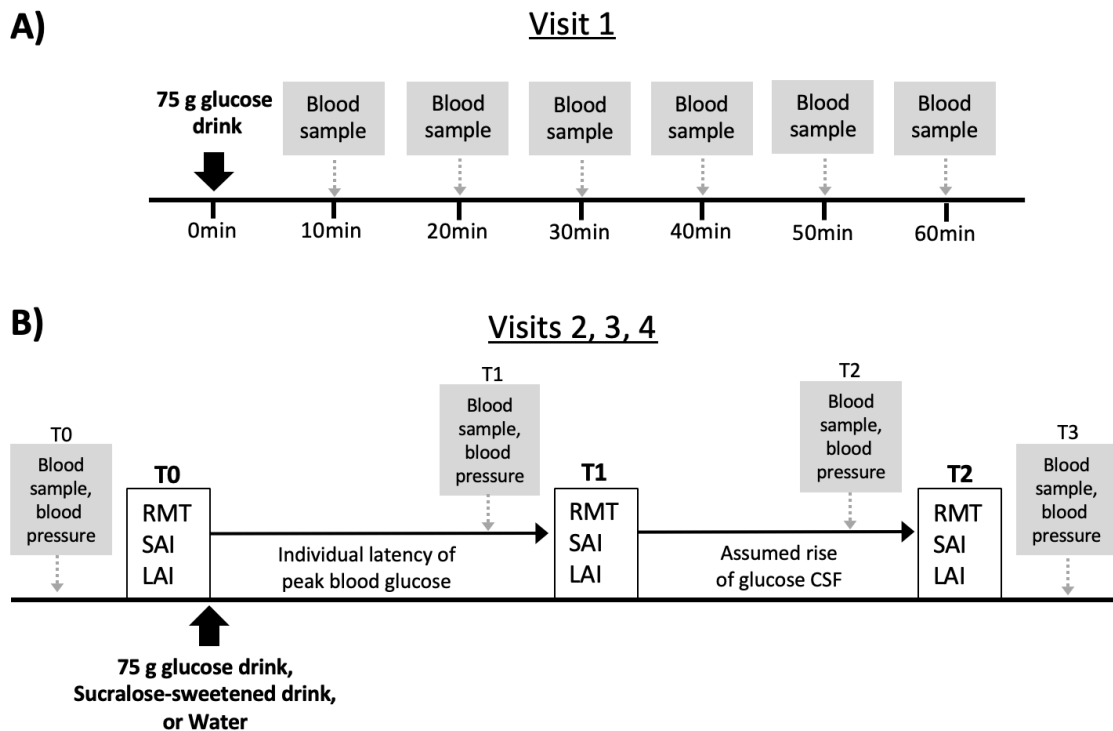 A)
Visit 1
75 g glucose
drink
Blood
sample
Blood
sample
Blood
sample
Blood
sample
Blood
sample
Blood
sample
0min
10min
20min
30min
40min
50min
60min
B)
Visits 2, 3, 4
T0
Blood
sample,
blood
pressure
T0
RMT
SAI
LAI
T1
Blood
sample,
blood
pressure
Individual latency of
peak blood glucose
T1
RMT
SAI
LAI
T2
Blood
sample,
blood
pressure
Assumed rise
of glucose CSF
T2
RMT
SAI
LAI
T3
Blood
sample,
blood
pressure
75 g glucose drink,
Sucralose-sweetened drink,
or Water